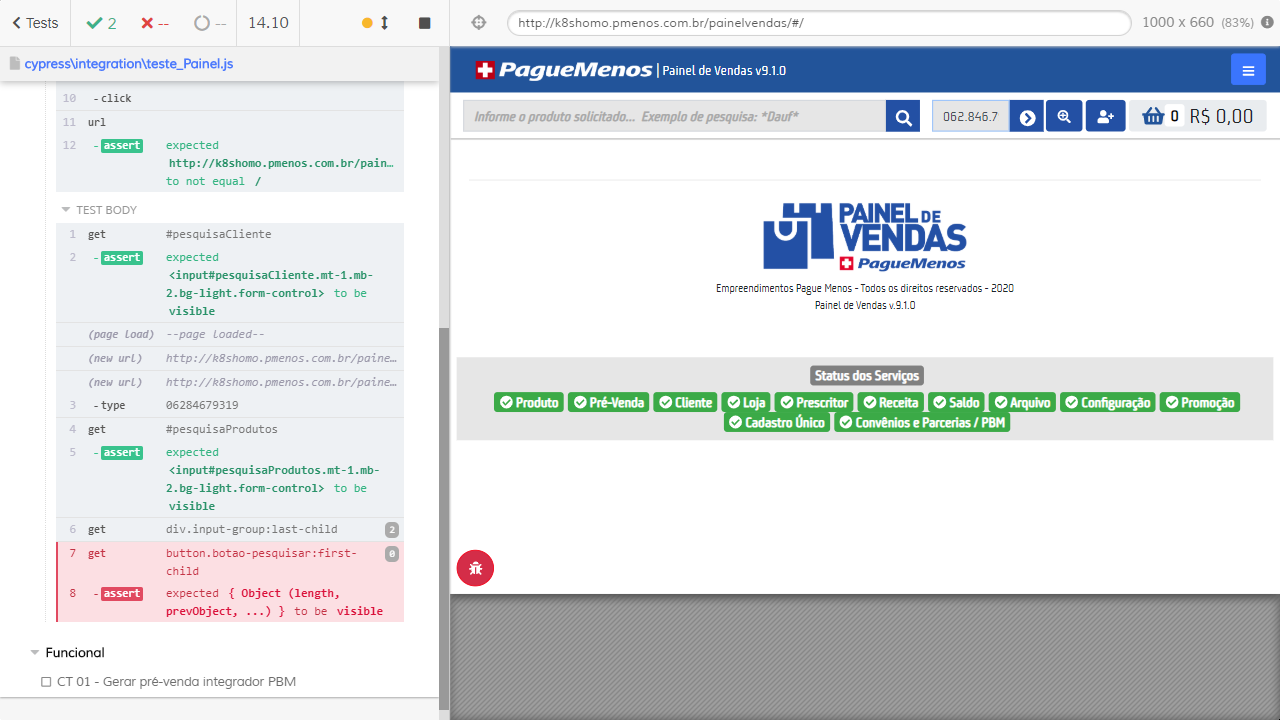 Tests
2
--
--
14.10
http://k8shomo.pmenos.com.br/painelvendas/#/
1000 x 660 (83%)
cypress\integration\teste_Painel.js
10 -click
11 url
12 -assert expected
http://k8shomo.pmenos.com.br/pain…
to not equal /
TEST BODY
1 get #pesquisaCliente
2 -assert expected
<input#pesquisaCliente.mt-1.mb-
2.bg-light.form-control> to be
visible
(page load) --page loaded--
(new url) http://k8shomo.pmenos.com.br/paine…
(new url) http://k8shomo.pmenos.com.br/paine…
3 -type 06284679319
4 get #pesquisaProdutos
5 -assert expected
<input#pesquisaProdutos.mt-1.mb-
2.bg-light.form-control> to be
visible
6 get div.input-group:last-child 2
7 get button.botao-pesquisar:first- 0
child
8 -assert expected { Object (length,
prevObject, ...) } to be visible
Funcional
CT 01 - Gerar pré-venda integrador PBM
PagueMenos | Painel de Vendas v9.1.0
Informe o produto solicitado... Exemplo de pesquisa: *Dauf*
062.846.7
0 R$ 0,00
PAINEL DE
VENDAS
PagueMenos
Empreendimentos Pague Menos - Todos os direitos reservados - 2020
Painel de Vendas v.9.1.0
Status dos Serviços
Produto Pré-Venda Cliente Loja Prescritor Receita Saldo Arquivo Configuração Promoção
Cadastro Único Convênios e Parcerias / PBM